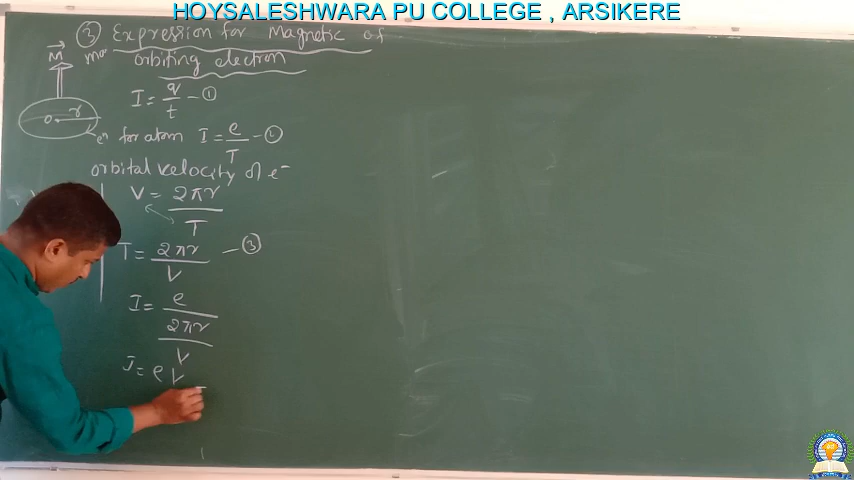 HOYSALESHWARA PU COLLEGE , ARSIKERE
③ Expression for Magnetic of
orbiting electron
M
r
o
e⁻
I = q/t —①
for atom I = e/T —②
orbital velocity of e⁻
V = 2πr/T
T = 2πr/V —③
I = e/(2πr/V)
I = eV